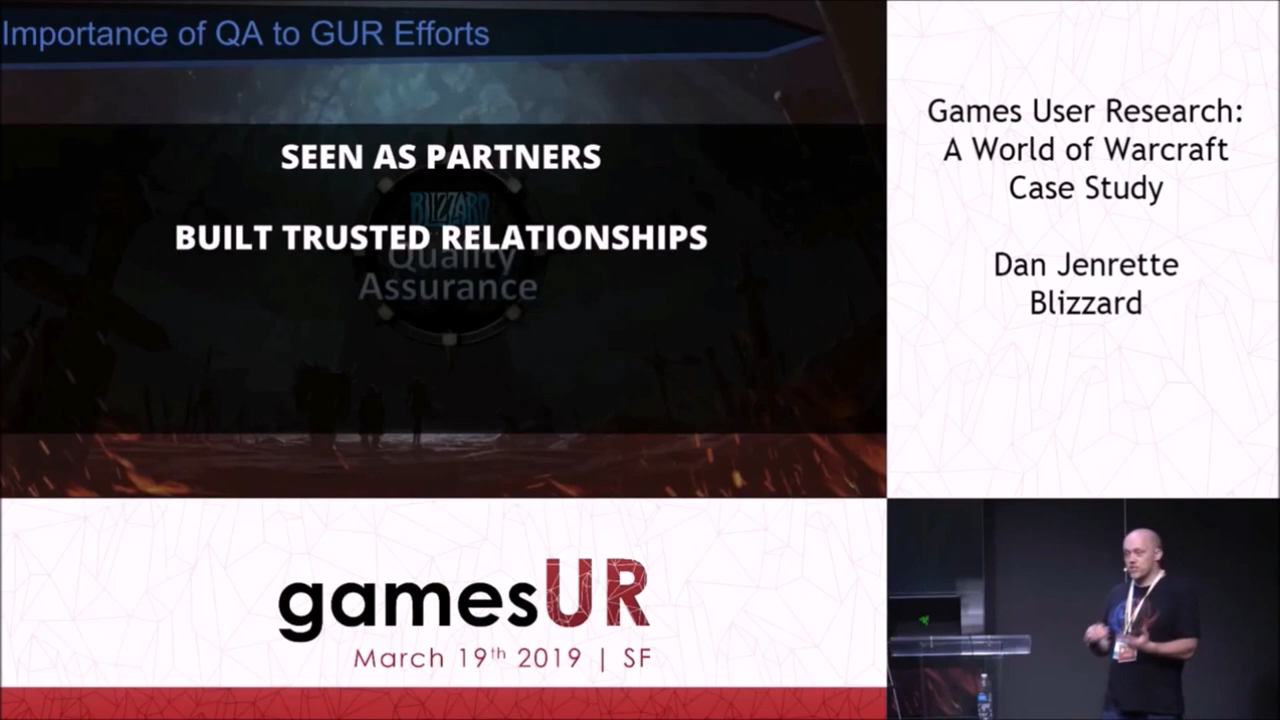 Importance of QA to GUR Efforts
SEEN AS PARTNERS
BUILT TRUSTED RELATIONSHIPS
BLIZZARD
Quality
Assurance
Games User Research:
A World of Warcraft
Case Study
Dan Jenrette
Blizzard
gamesUR
March 19th 2019 | SF